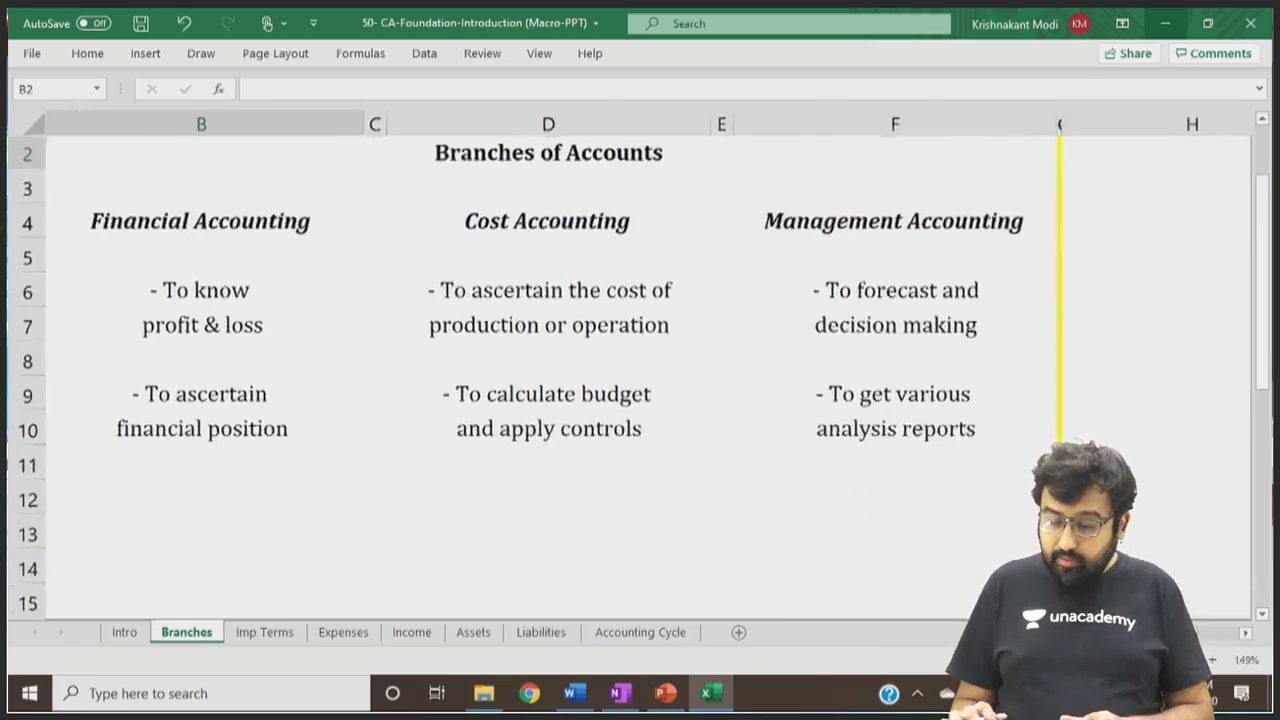 AutoSave Off
50- CA-Foundation-Introduction (Macro-PPT)
Search
Krishnakant Modi
KM
File Home Insert Draw Page Layout Formulas Data Review View Help
Share Comments
B2
fx
B C D E F H
2 Branches of Accounts
3
4 Financial Accounting Cost Accounting Management Accounting
5
6 - To know - To ascertain the cost of - To forecast and
7 profit & loss production or operation decision making
8
9 - To ascertain - To calculate budget - To get various
10 financial position and apply controls analysis reports
11
12
13
14
15
unacademy
Intro Branches Imp Terms Expenses Income Assets Liabilities Accounting Cycle
149%
Type here to search